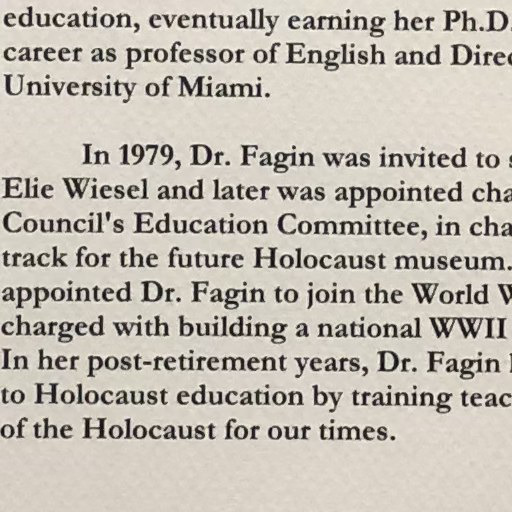 education, eventually earning her Ph.D.
career as professor of English and Direc
University of Miami.
In 1979, Dr. Fagin was invited to s
Elie Wiesel and later was appointed cha
Council's Education Committee, in cha
track for the future Holocaust museum.
appointed Dr. Fagin to join the World W
charged with building a national WWII
In her post-retirement years, Dr. Fagin
to Holocaust education by training teac
of the Holocaust for our times.